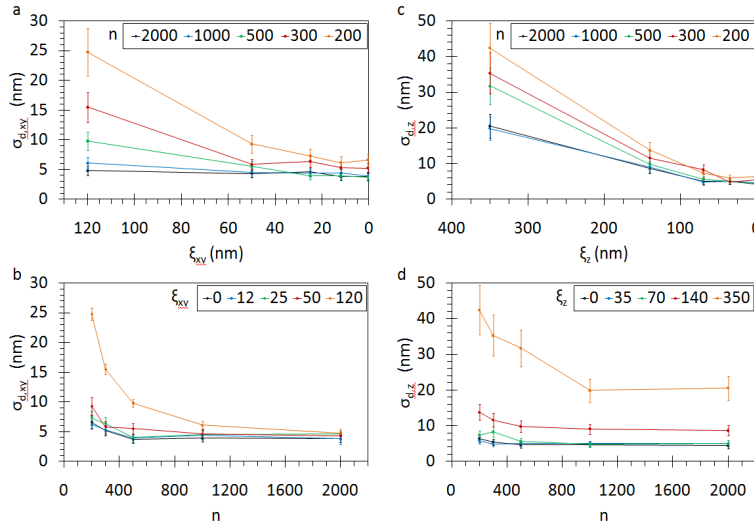 a
n 2000 1000 500 300 200
30
25
20
15
10
5
0
σd,xy (nm)
120 100 80 60 40 20 0
ξxy (nm)
c
n 2000 1000 500 300 200
50
40
30
20
10
0
σd,z (nm)
400 300 200 100
ξz (nm)
b
ξxy 0 12 25 50 120
30
25
20
15
10
5
0
σd,xy (nm)
0 400 800 1200 1600 2000
n
d
ξz 0 35 70 140 350
50
40
30
20
10
0
σd,z (nm)
0 400 800 1200 1600 2000
n